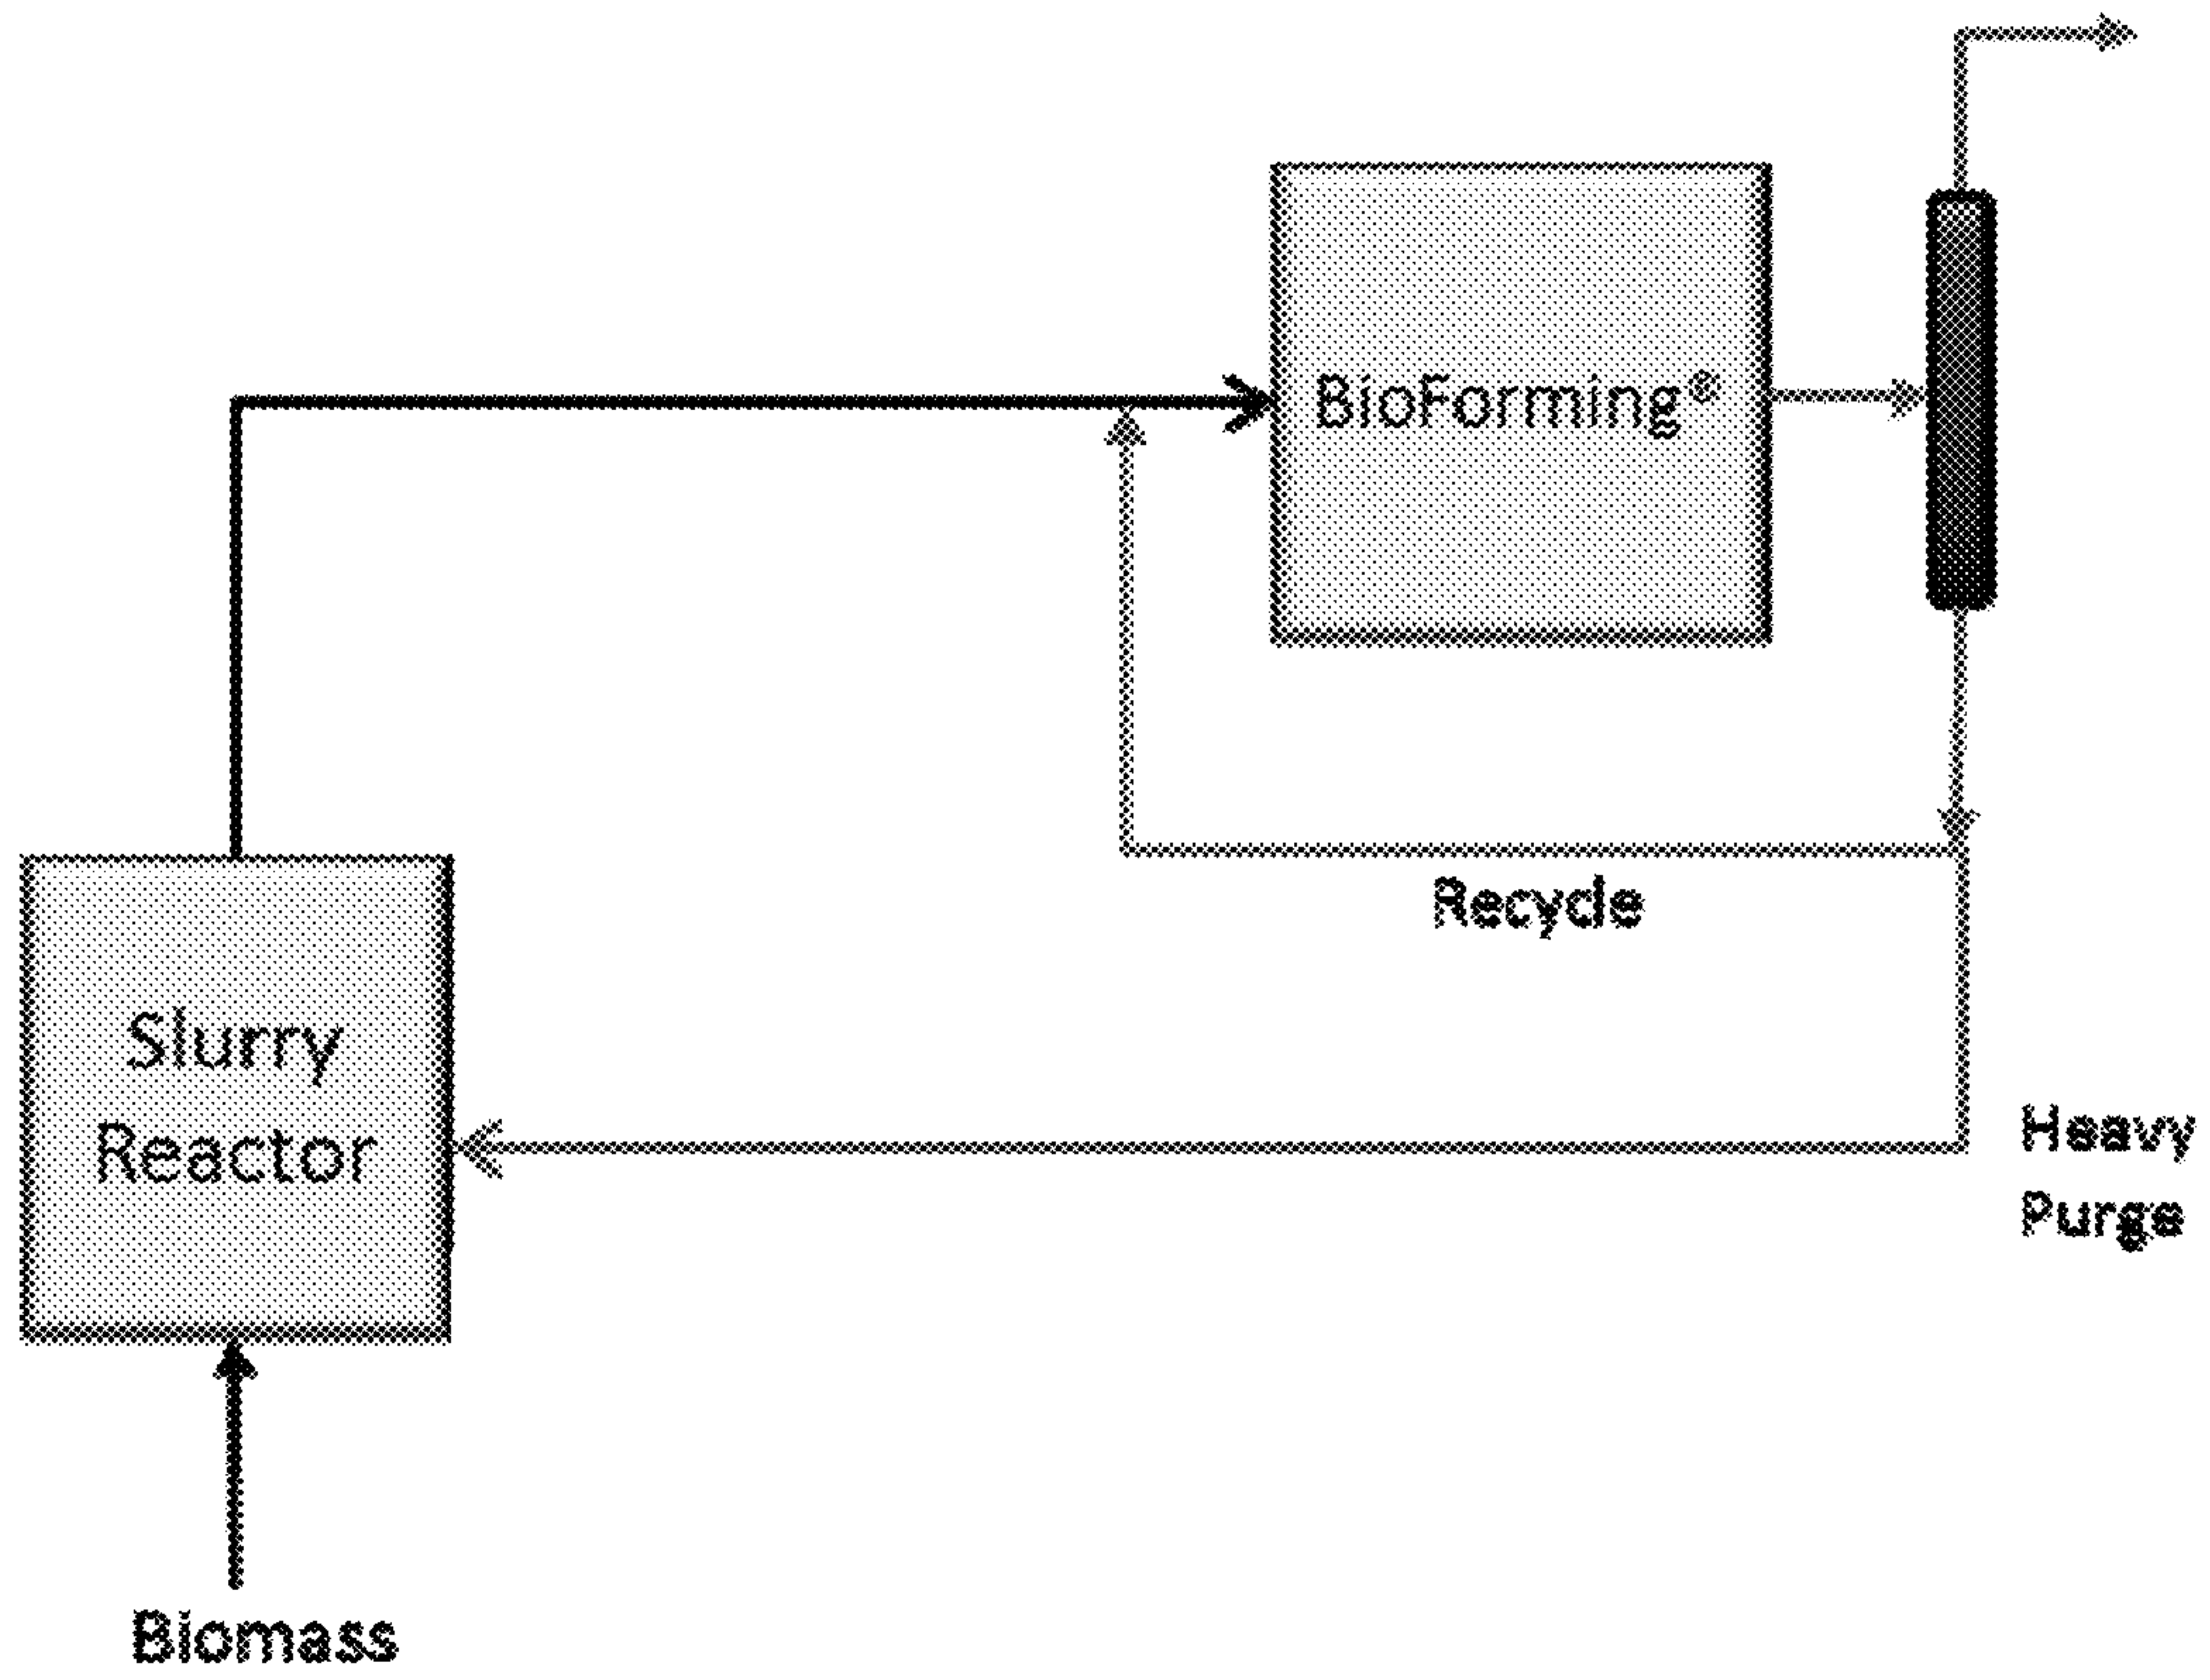 BioForming®
Recycle
Slurry
Reactor
Heavy
Purge
Biomass